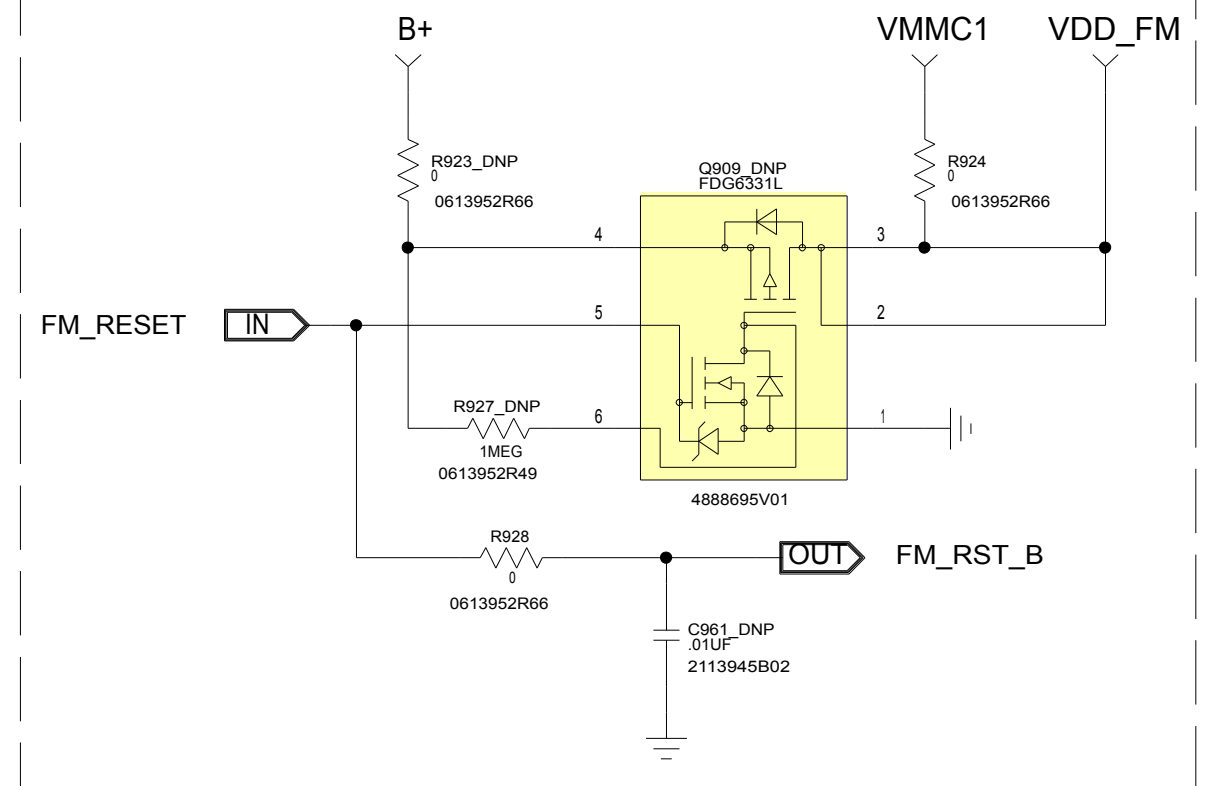 B+
VMMC1
VDD_FM
R923_DNP
0
0613952R66
Q909_DNP
FDG6331L
R924
0
0613952R66
4
3
FM_RESET
IN
5
2
R927_DNP
1MEG
0613952R49
6
1
4888695V01
R928
0
0613952R66
OUT
FM_RST_B
C961_DNP
.01UF
2113945B02